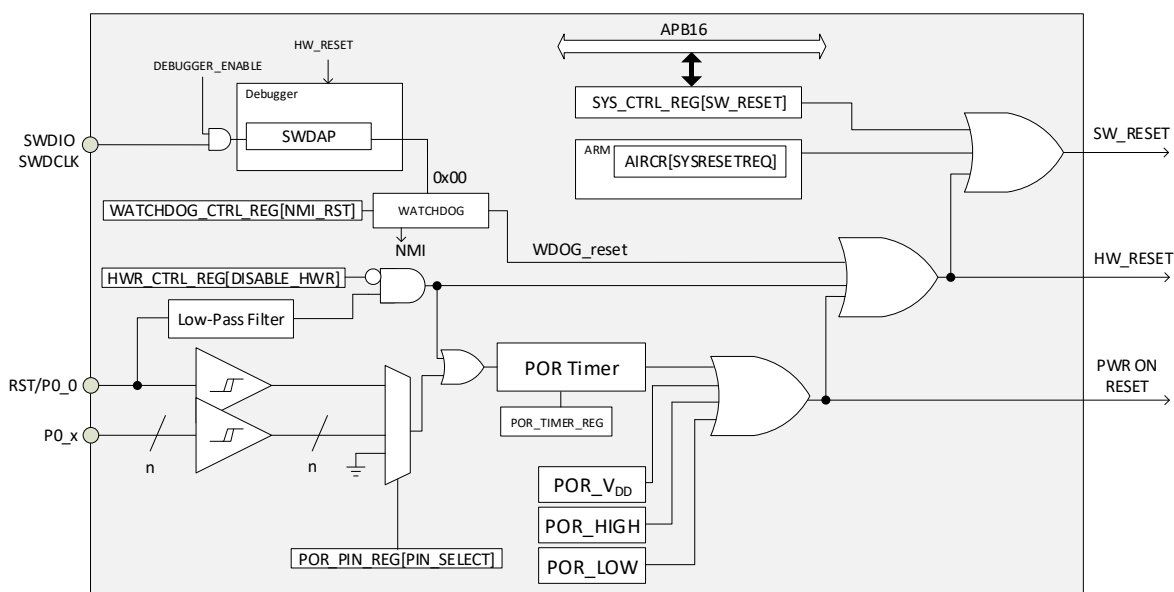 APB16
HW_RESET
DEBUGGER_ENABLE
Debugger
SWDAP
SWDIO
SWDCLK
SYS_CTRL_REG[SW_RESET]
ARM
AIRCR[SYSRESETREQ]
SW_RESET
0x00
WATCHDOG_CTRL_REG[NMI_RST]
WATCHDOG
NMI
WDOG_reset
HW_RESET
HWR_CTRL_REG[DISABLE_HWR]
Low-Pass Filter
RST/P0_0
POR Timer
PWR ON
RESET
POR_TIMER_REG
P0_x
n
n
POR_VDD
POR_HIGH
POR_LOW
POR_PIN_REG[PIN_SELECT]